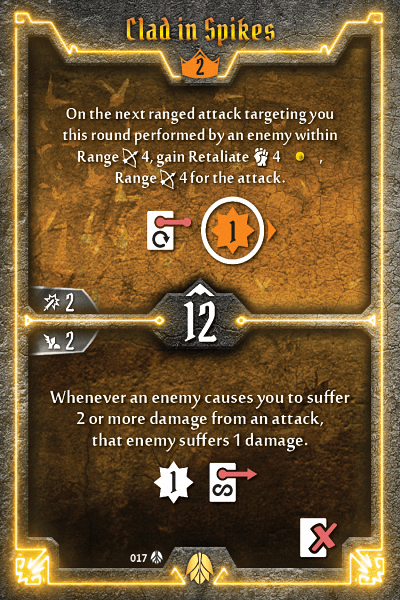 Clad in Spikes
2
On the next ranged attack targeting you
this round performed by an enemy within
Range 4, gain Retaliate 4 ,
Range 4 for the attack.
1
2
12
2
Whenever an enemy causes you to suffer
2 or more damage from an attack,
that enemy suffers 1 damage.
1
017